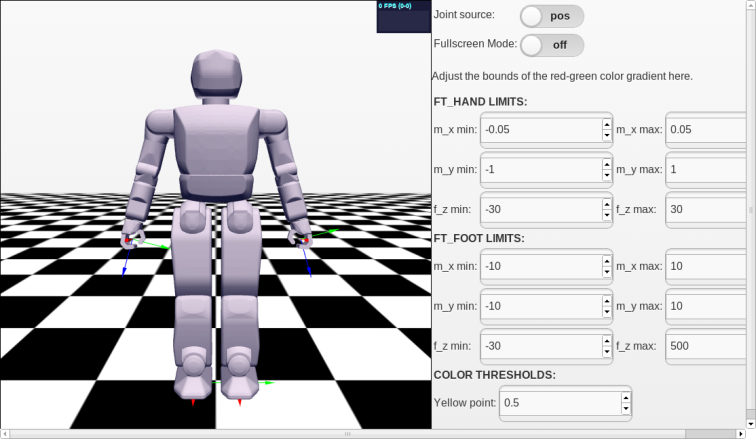 0 FPS (0-0)
Joint source: pos
Fullscreen Mode: off
Adjust the bounds of the red-green color gradient here.
FT_HAND LIMITS:
m_x min: -0.05 m_x max: 0.05
m_y min: -1 m_y max: 1
f_z min: -30 f_z max: 30
FT_FOOT LIMITS:
m_x min: -10 m_x max: 10
m_y min: -10 m_y max: 10
f_z min: -30 f_z max: 500
COLOR THRESHOLDS:
Yellow point: 0.5